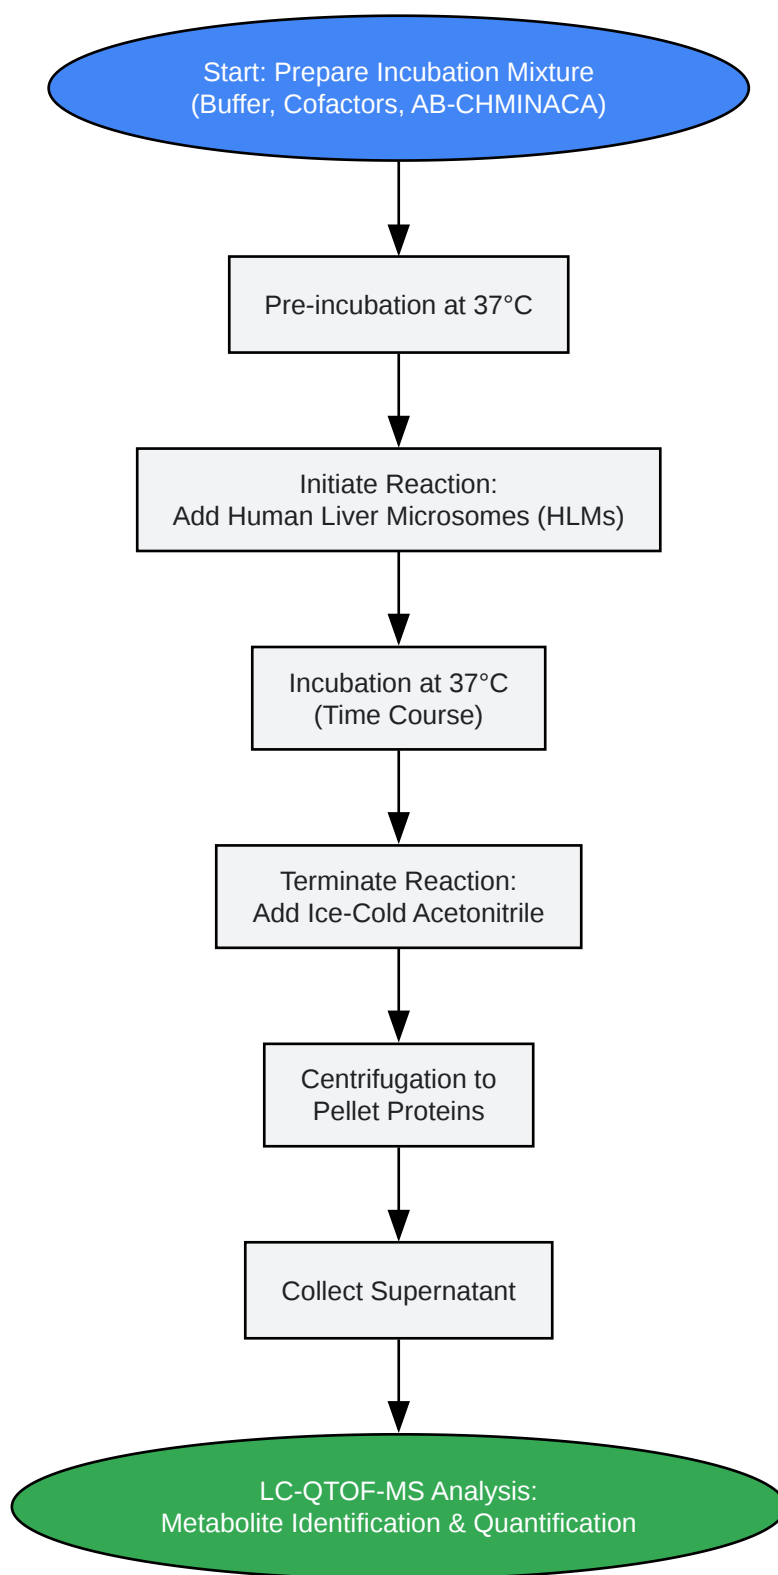 Start: Prepare Incubation Mixture
(Buffer, Cofactors, AB-CHMINACA)
Pre-incubation at 37°C
Initiate Reaction:
Add Human Liver Microsomes (HLMs)
Incubation at 37°C
(Time Course)
Terminate Reaction:
Add Ice-Cold Acetonitrile
Centrifugation to
Pellet Proteins
Collect Supernatant
LC-QTOF-MS Analysis:
Metabolite Identification & Quantification